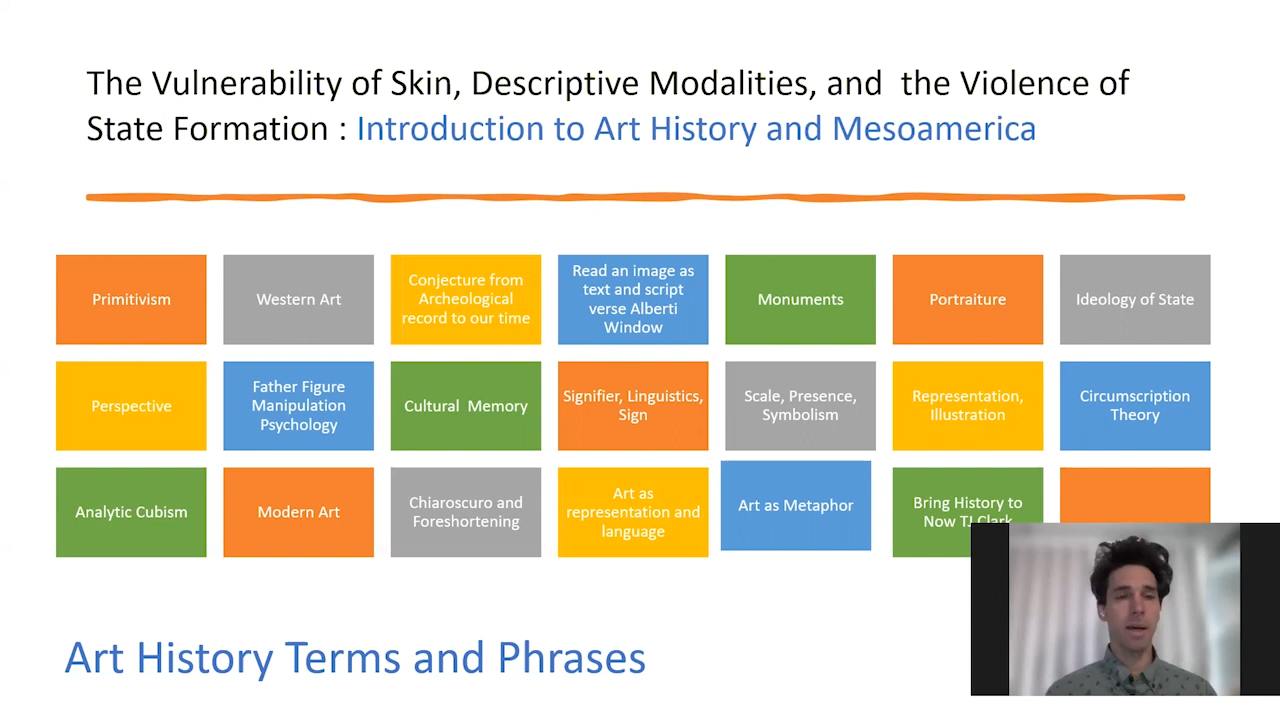 The Vulnerability of Skin, Descriptive Modalities, and the Violence of
State Formation : Introduction to Art History and Mesoamerica
Primitivism
Western Art
Conjecture from
Archeological
record to our time
Read an image as
text and script
verse Alberti
Window
Monuments
Portraiture
Ideology of State
Perspective
Father Figure
Manipulation
Psychology
Cultural Memory
Signifier, Linguistics,
Sign
Scale, Presence,
Symbolism
Representation,
Illustration
Circumscription
Theory
Analytic Cubism
Modern Art
Chiaroscuro and
Foreshortening
Art as
representation and
language
Art as Metaphor
Bring History to
Now TJ Clark
Art History Terms and Phrases